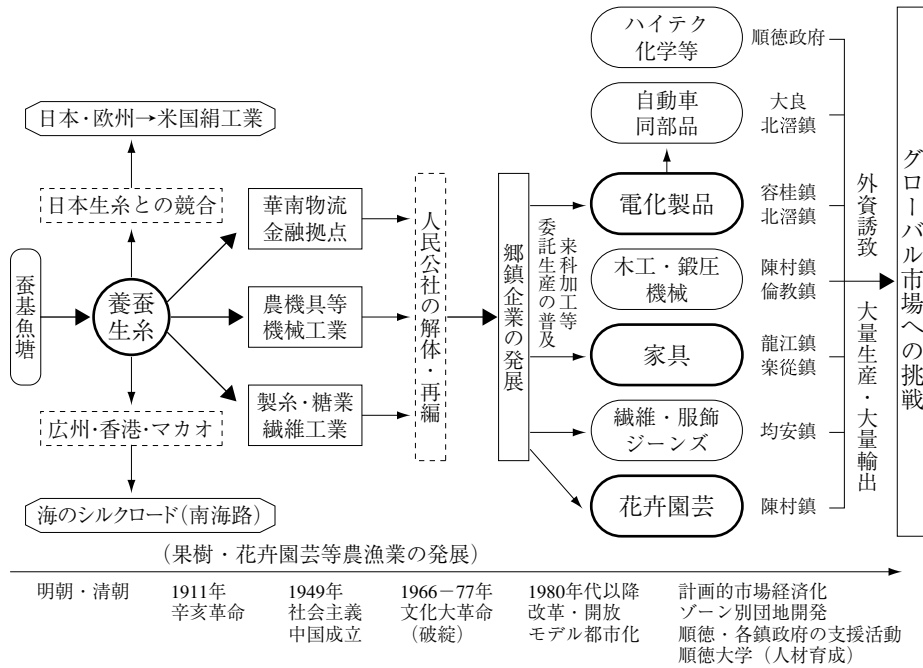 ハイテク
化学等
順徳政府
自動車
同部品
大良
北滘鎮
日本・欧州→米国絹工業
日本生糸との競合
華南物流
金融拠点
電化製品
容桂鎮
北滘鎮
蚕基魚塘
養蚕
生糸
農機具等
機械工業
人民公社の解体・再編
郷鎮企業の発展
来料加工等
委託生産の普及
木工・鍛圧
機械
陳村鎮
倫教鎮
外資誘致 大量生産・大量輸出
グローバル市場への挑戦
家具
龍江鎮
楽從鎮
製糸・糖業
繊維工業
広州・香港・マカオ
繊維・服飾
ジーンズ
均安鎮
海のシルクロード(南海路)
花卉園芸
陳村鎮
(果樹・花卉園芸等農漁業の発展)
明朝・清朝
1911年
辛亥革命
1949年
社会主義
中国成立
1966－77年
文化大革命
(破綻)
1980年代以降
改革・開放
モデル都市化
計画的市場経済化
ゾーン別団地開発
順徳・各鎮政府の支援活動
順徳大学(人材育成)